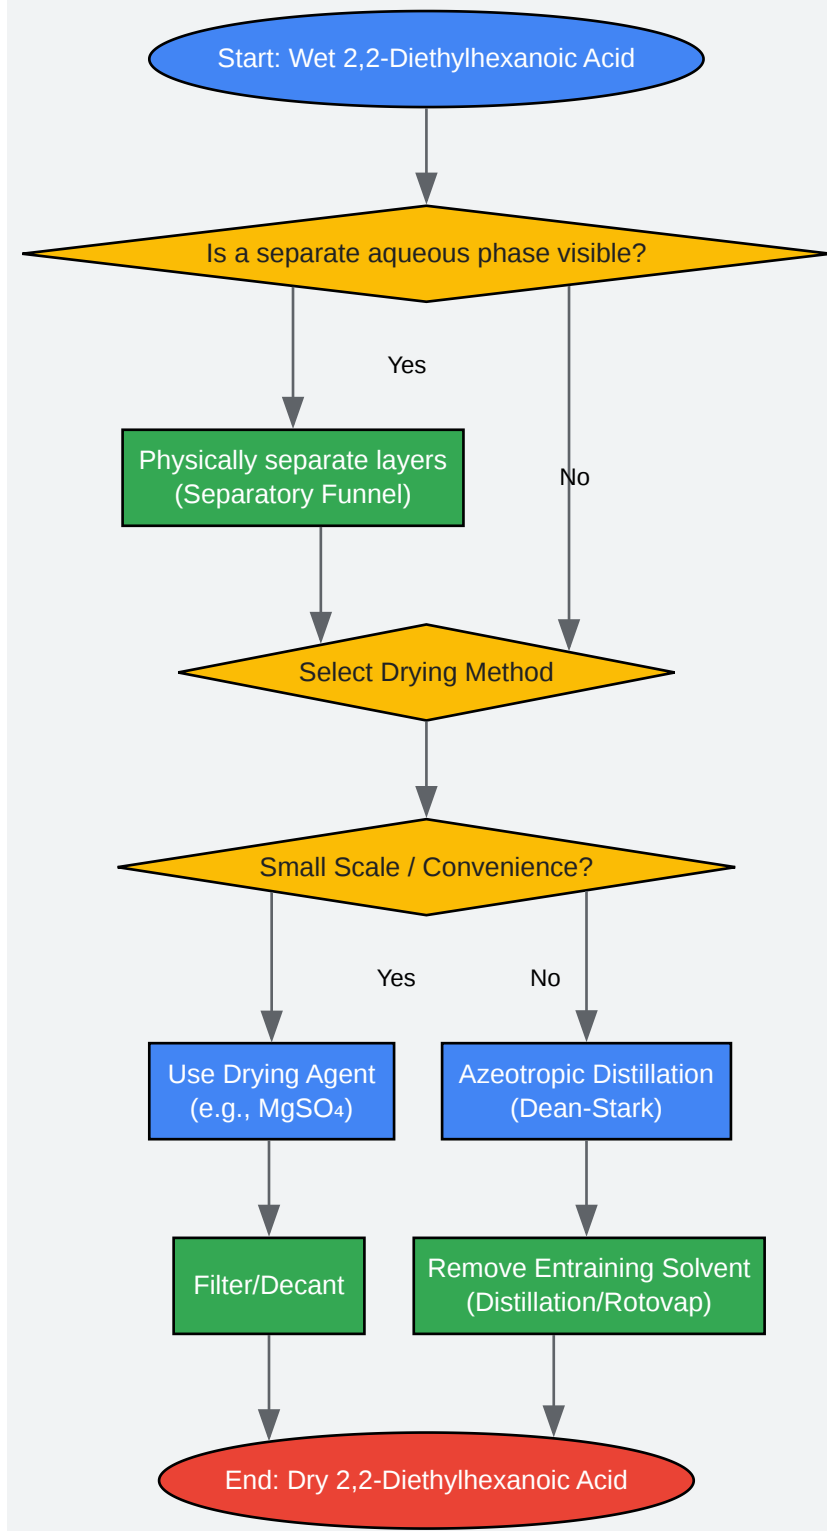 Start: Wet 2,2-Diethylhexanoic Acid
Is a separate aqueous phase visible?
Yes
Physically separate layers
(Separatory Funnel)
No
Select Drying Method
Small Scale / Convenience?
Yes
No
Use Drying Agent
(e.g., MgSO₄)
Azeotropic Distillation
(Dean-Stark)
Filter/Decant
Remove Entraining Solvent
(Distillation/Rotovap)
End: Dry 2,2-Diethylhexanoic Acid